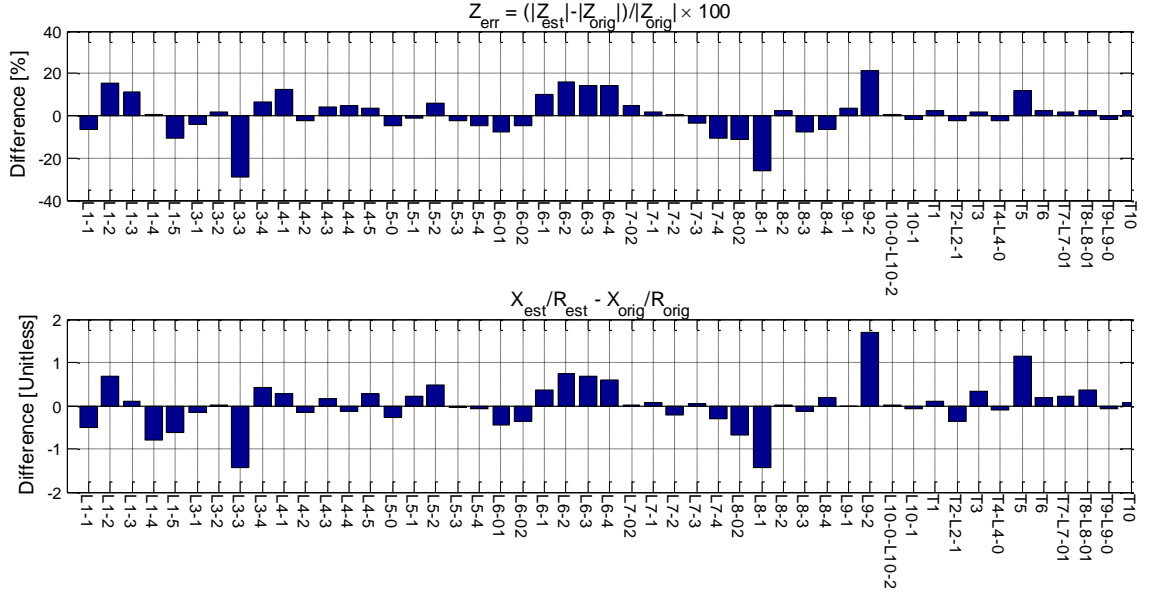 Z_err = (|Z_est|-|Z_orig|)/|Z_orig| × 100
Difference [%]
40
20
0
-20
-40
L1-1
L1-2
L1-3
L1-4
L1-5
L3-1
L3-2
L3-3
L3-4
L4-1
L4-2
L4-3
L4-4
L4-5
L5-0
L5-1
L5-2
L5-3
L5-4
L6-01
L6-02
L6-1
L6-2
L6-3
L6-4
L7-02
L7-1
L7-2
L7-3
L7-4
L8-02
L8-1
L8-2
L8-3
L8-4
L9-1
L9-2
L10-0-L10-2
L10-1
T1
T2-L2-1
T3
T4-L4-0
T5
T6
T7-L7-01
T8-L8-01
T9-L9-0
T10
X_est/R_est - X_orig/R_orig
Difference [Unitless]
2
1
0
-1
-2
L1-1
L1-2
L1-3
L1-4
L1-5
L3-1
L3-2
L3-3
L3-4
L4-1
L4-2
L4-3
L4-4
L4-5
L5-0
L5-1
L5-2
L5-3
L5-4
L6-01
L6-02
L6-1
L6-2
L6-3
L6-4
L7-02
L7-1
L7-2
L7-3
L7-4
L8-02
L8-1
L8-2
L8-3
L8-4
L9-1
L9-2
L10-0-L10-2
L10-1
T1
T2-L2-1
T3
T4-L4-0
T5
T6
T7-L7-01
T8-L8-01
T9-L9-0
T10